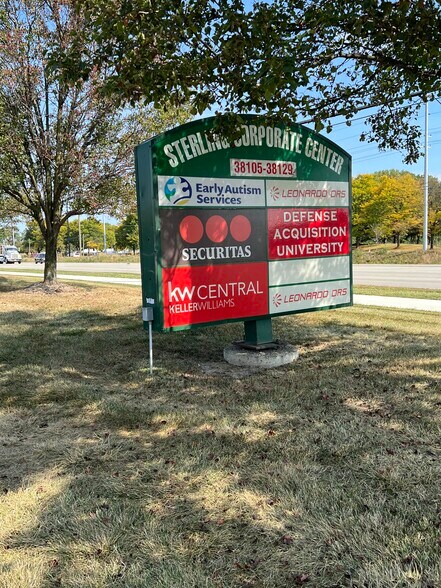 STERLING CORPORATE CENTER
38105-38129
Early Autism
Services
LEONARDO DRS
SECURITAS
DEFENSE
ACQUISITION
UNIVERSITY
kw CENTRAL
KELLERWILLIAMS
LEONARDO DRS